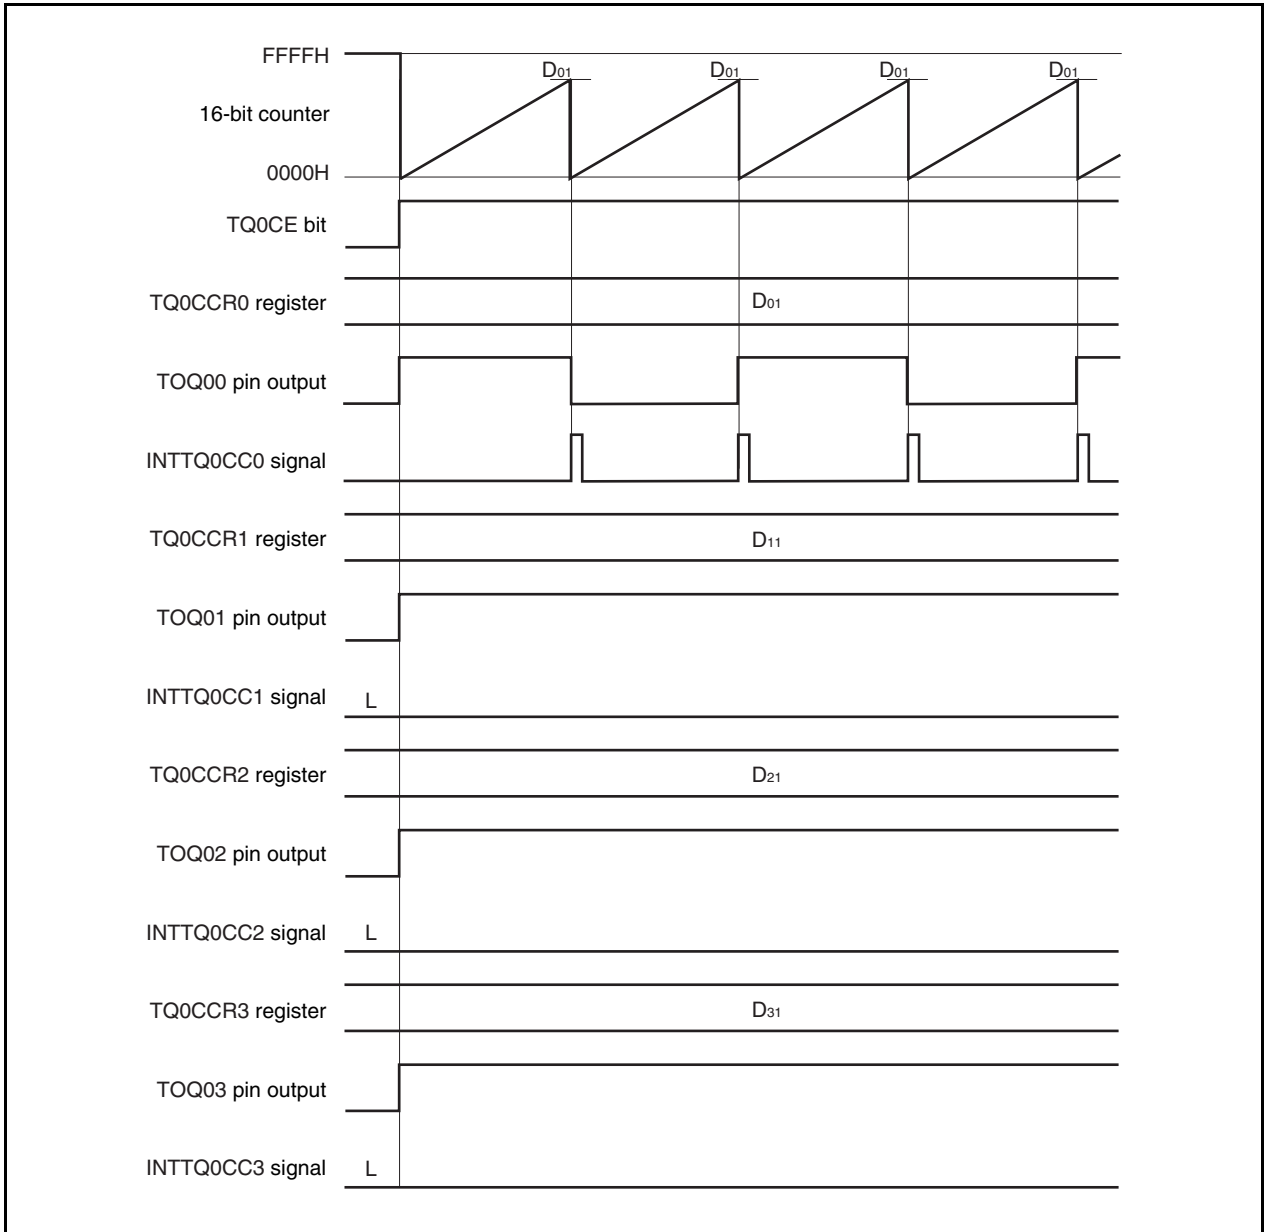 FFFFH
D01 D01 D01 D01
16-bit counter
0000H
TQ0CE bit
TQ0CCR0 register D01
TOQ00 pin output
INTTQ0CC0 signal
TQ0CCR1 register D11
TOQ01 pin output
INTTQ0CC1 signal L
TQ0CCR2 register D21
TOQ02 pin output
INTTQ0CC2 signal L
TQ0CCR3 register D31
TOQ03 pin output
INTTQ0CC3 signal L